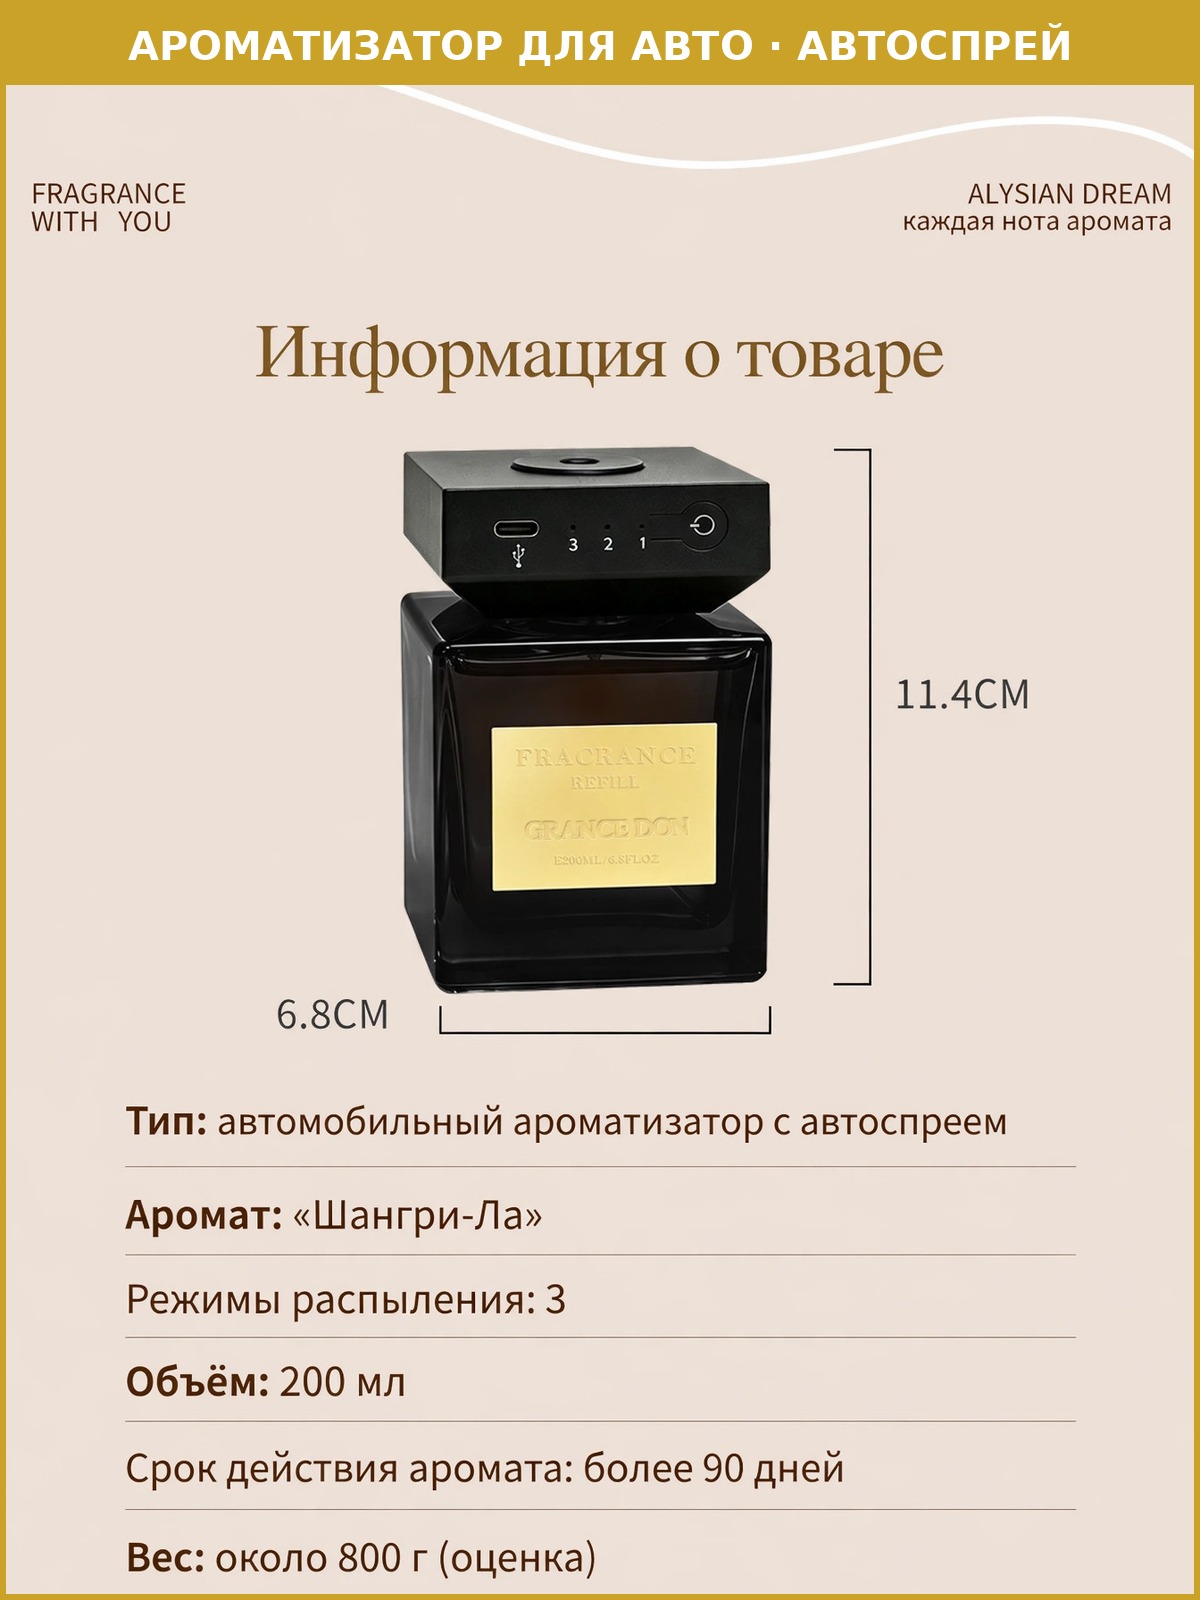 АРОМАТИЗАТОР ДЛЯ АВТО · АВТОСПРЕЙ
FRAGRANCE
WITH YOU
ALYSIAN DREAM
каждая нота аромата
Информация о товаре
3 2 1
11.4CM
FRAGRANCE
REFILL
GRANCE DON
E200ML/6.8FL.OZ
6.8CM
Тип: автомобильный ароматизатор с автоспреем
Аромат: «Шангри-Ла»
Режимы распыления: 3
Объём: 200 мл
Срок действия аромата: более 90 дней
Вес: около 800 г (оценка)